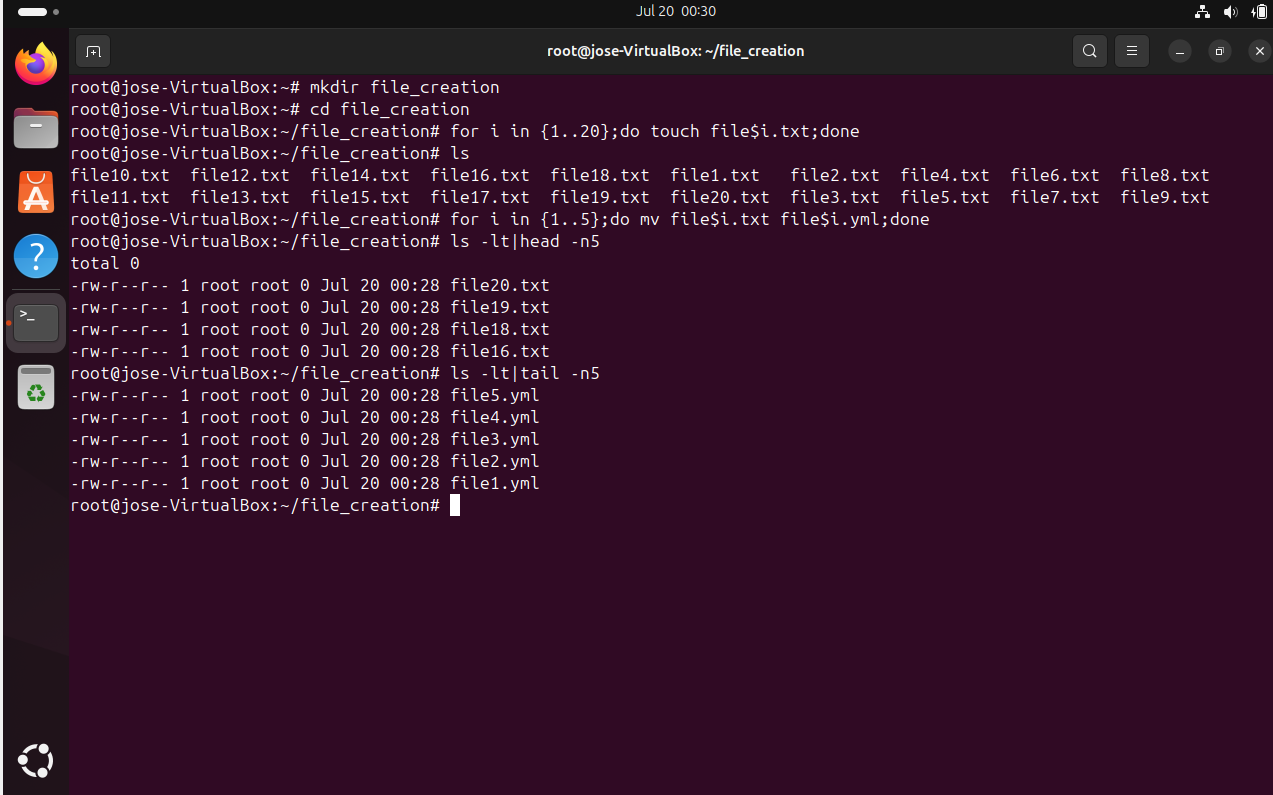 Jul 20 00:30
root@jose-VirtualBox: ~/file_creation
root@jose-VirtualBox:~# mkdir file_creation
root@jose-VirtualBox:~# cd file_creation
root@jose-VirtualBox:~/file_creation# for i in {1..20};do touch file$i.txt;done
root@jose-VirtualBox:~/file_creation# ls
file10.txt  file12.txt  file14.txt  file16.txt  file18.txt  file1.txt   file2.txt  file4.txt  file6.txt  file8.txt
file11.txt  file13.txt  file15.txt  file17.txt  file19.txt  file20.txt  file3.txt  file5.txt  file7.txt  file9.txt
root@jose-VirtualBox:~/file_creation# for i in {1..5};do mv file$i.txt file$i.yml;done
root@jose-VirtualBox:~/file_creation# ls -lt|head -n5
total 0
-rw-r--r-- 1 root root 0 Jul 20 00:28 file20.txt
-rw-r--r-- 1 root root 0 Jul 20 00:28 file19.txt
-rw-r--r-- 1 root root 0 Jul 20 00:28 file18.txt
-rw-r--r-- 1 root root 0 Jul 20 00:28 file16.txt
root@jose-VirtualBox:~/file_creation# ls -lt|tail -n5
-rw-r--r-- 1 root root 0 Jul 20 00:28 file5.yml
-rw-r--r-- 1 root root 0 Jul 20 00:28 file4.yml
-rw-r--r-- 1 root root 0 Jul 20 00:28 file3.yml
-rw-r--r-- 1 root root 0 Jul 20 00:28 file2.yml
-rw-r--r-- 1 root root 0 Jul 20 00:28 file1.yml
root@jose-VirtualBox:~/file_creation#